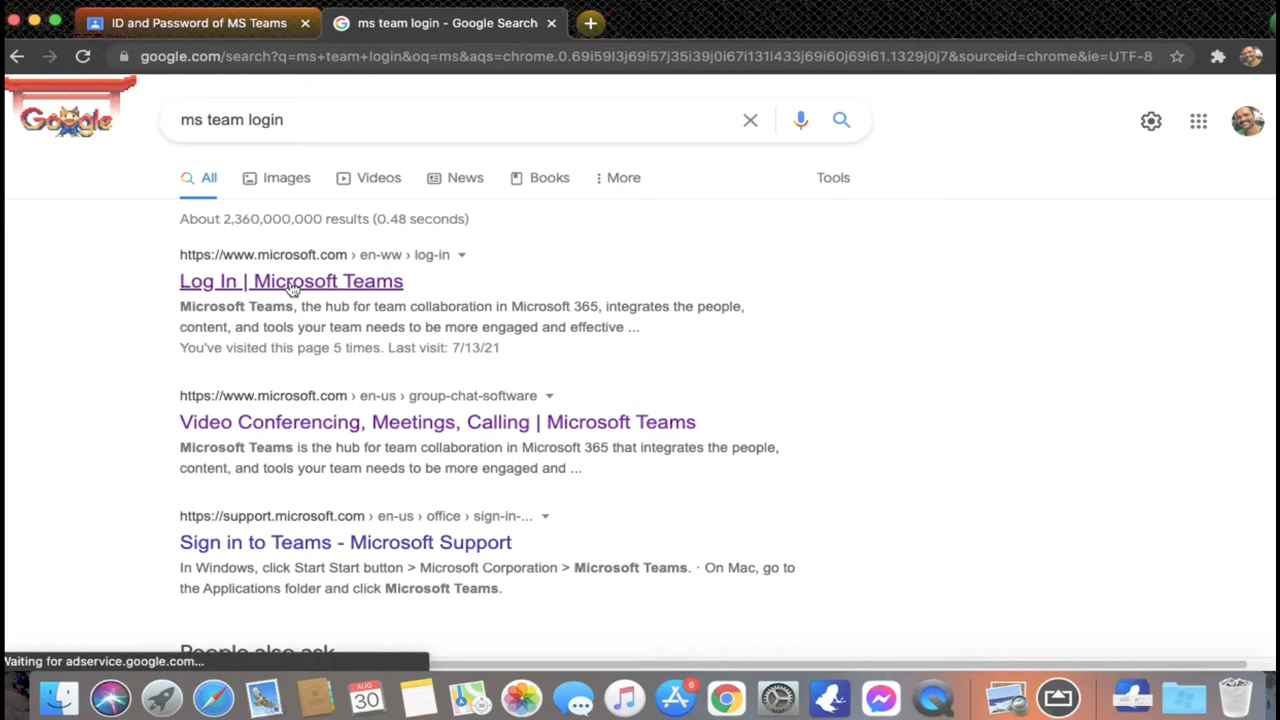 ID and Password of MS Teams
ms team login - Google Search
google.com/search?q=ms+team+login&oq=ms&aqs=chrome.0.69i59l3j69i57j35i39j0i67i131i433j69i60j69i61.1329j0j7&sourceid=chrome&ie=UTF-8
Google
ms team login
All Images Videos News Books More Tools
About 2,360,000,000 results (0.48 seconds)
https://www.microsoft.com › en-ww › log-in
Log In | Microsoft Teams
Microsoft Teams, the hub for team collaboration in Microsoft 365, integrates the people,
content, and tools your team needs to be more engaged and effective ...
You've visited this page 5 times. Last visit: 7/13/21
https://www.microsoft.com › en-us › group-chat-software
Video Conferencing, Meetings, Calling | Microsoft Teams
Microsoft Teams is the hub for team collaboration in Microsoft 365 that integrates the people,
content, and tools your team needs to be more engaged and ...
https://support.microsoft.com › en-us › office › sign-in-...
Sign in to Teams - Microsoft Support
In Windows, click Start Start button > Microsoft Corporation > Microsoft Teams. · On Mac, go to
the Applications folder and click Microsoft Teams.
People also ask
Waiting for adservice.google.com...
AUG
30
6